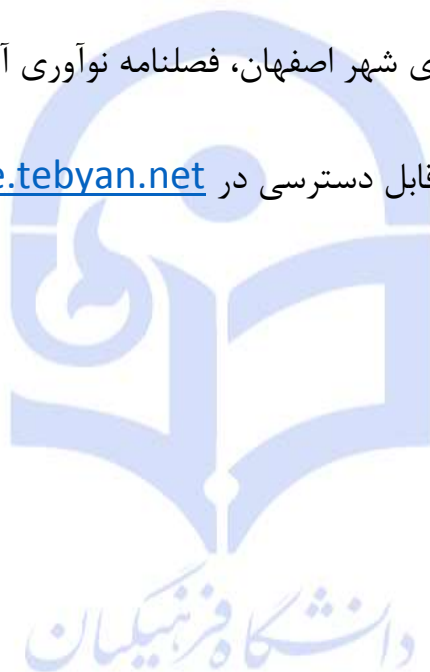 ی شهر اصفهان، فصلنامه نوآوری آ
قابل دسترسی در e.tebyan.net
دانشگاه فرهنگیان